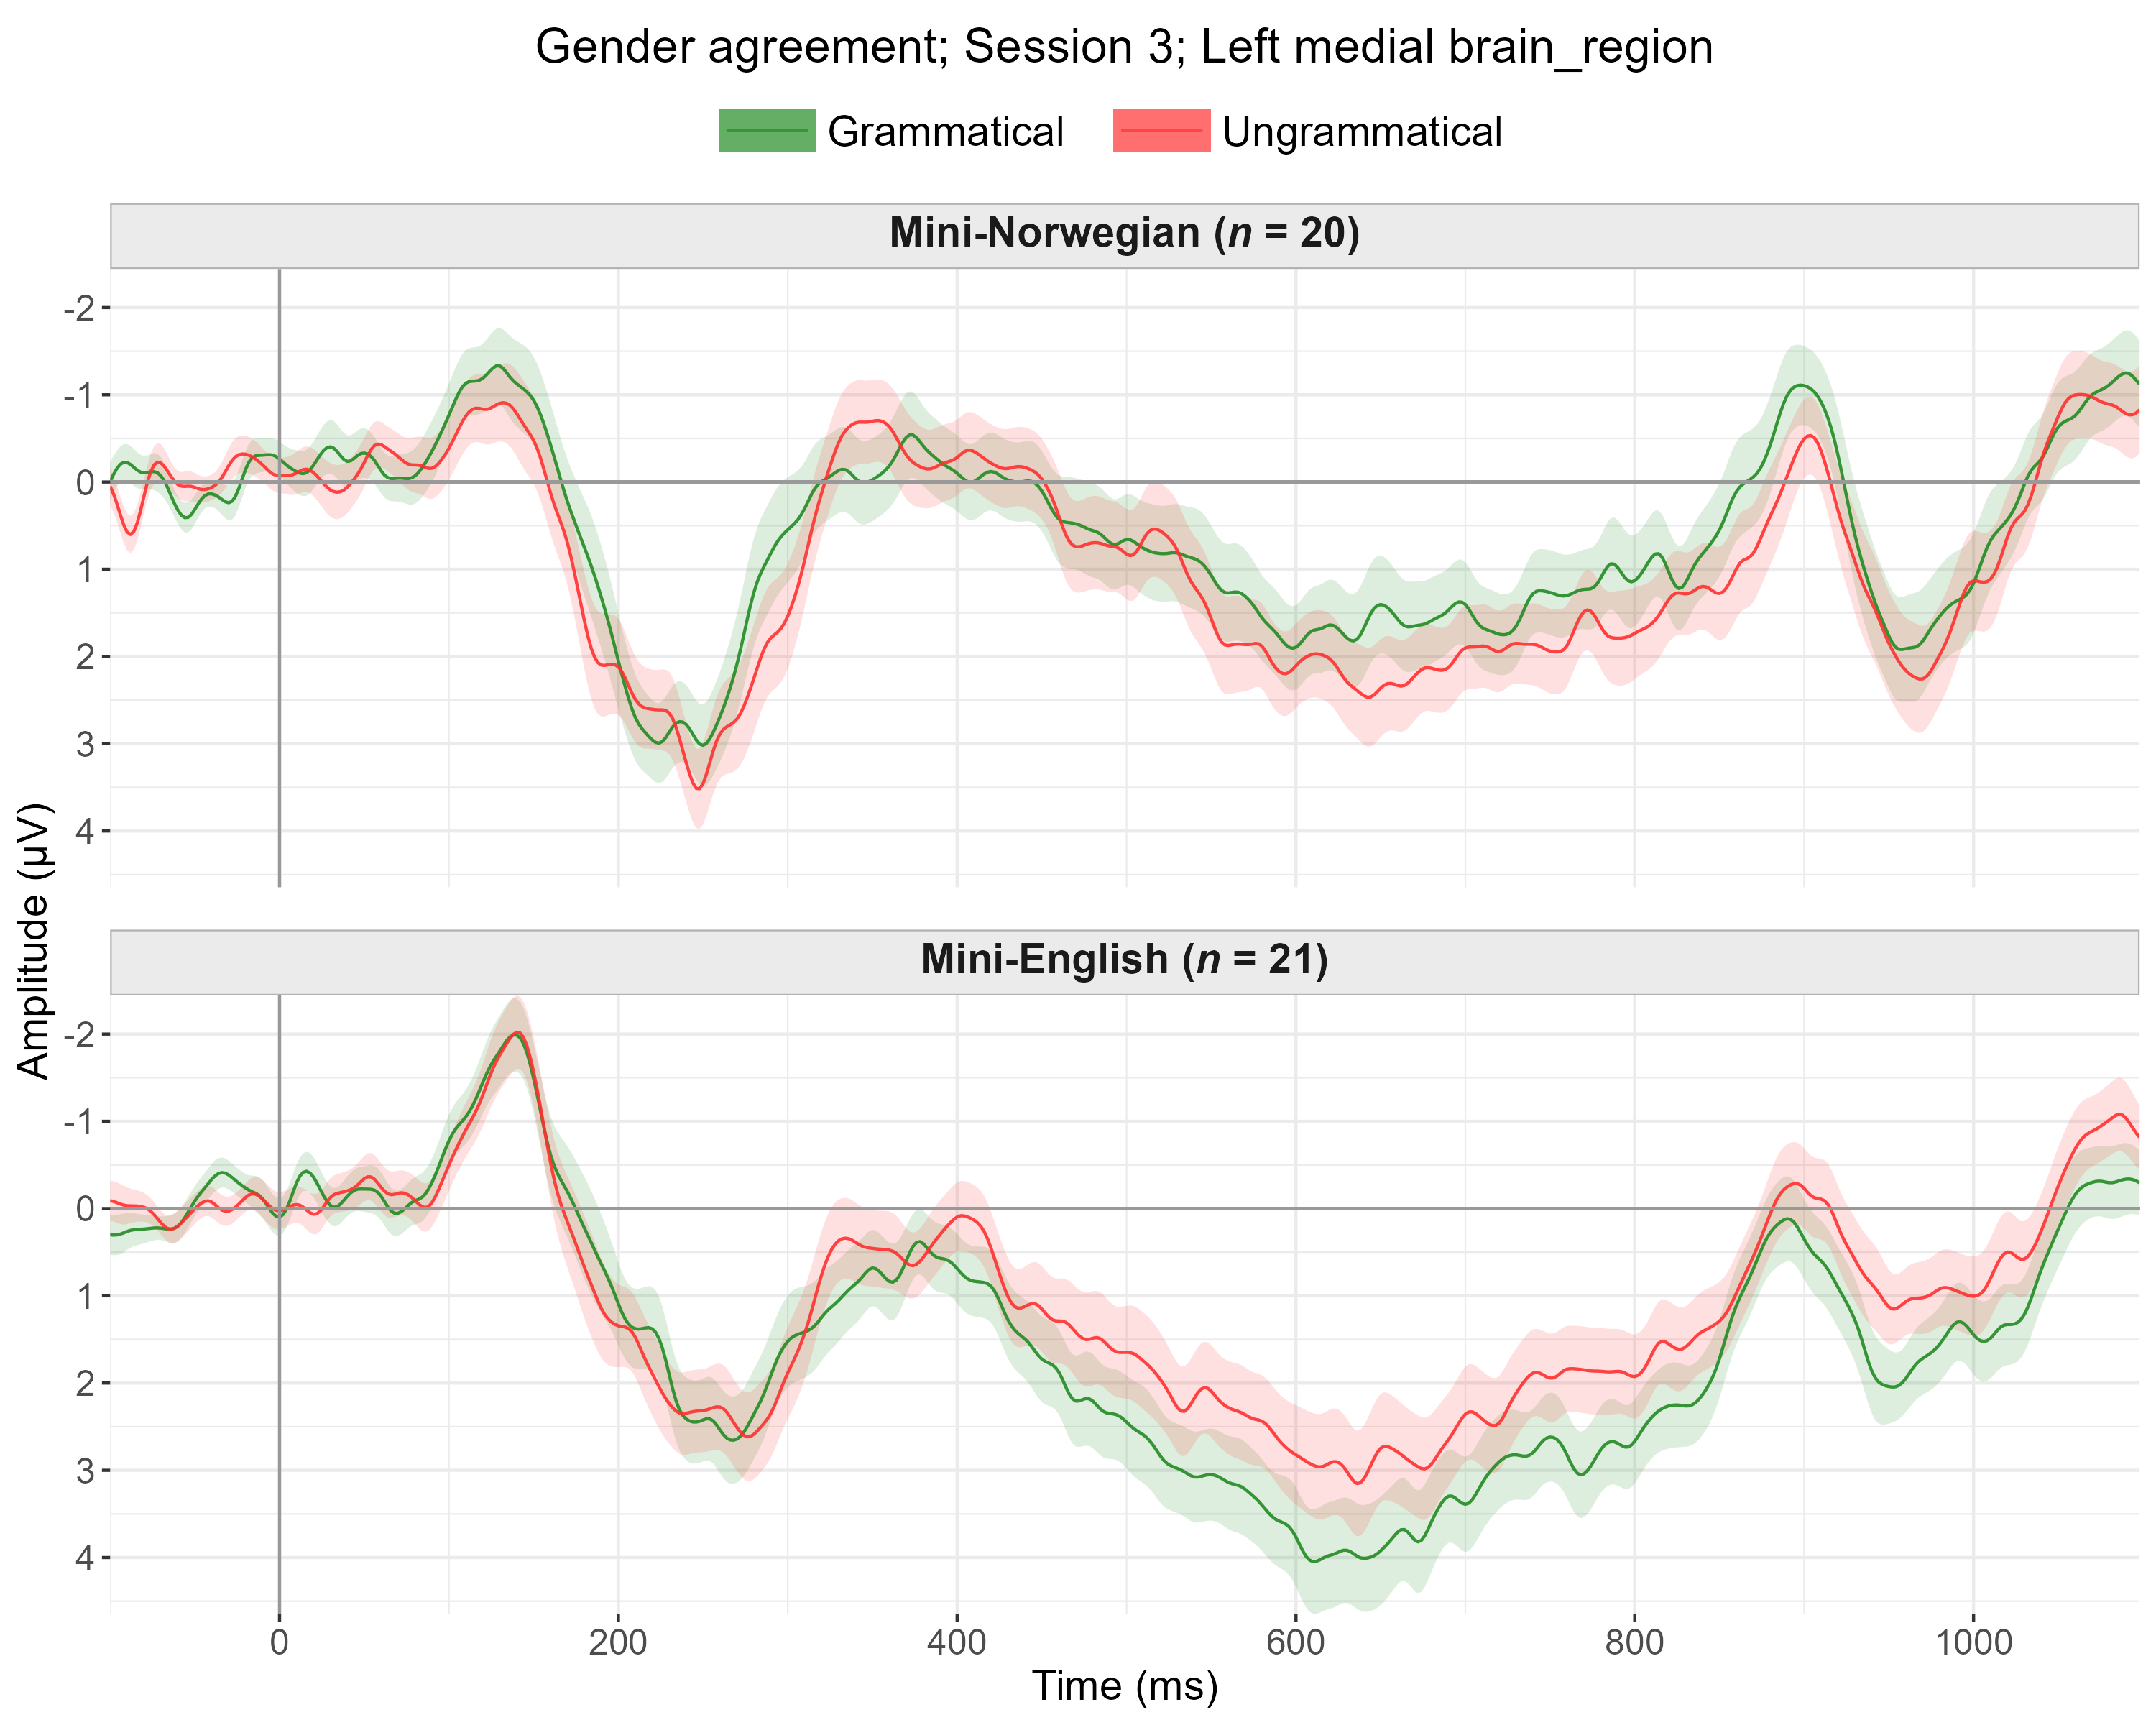 Gender agreement; Session 3; Left medial brain_region
Grammatical
Ungrammatical
Mini-Norwegian (n = 20)
-2
-1
0
1
2
3
4
Amplitude (µV)
Mini-English (n = 21)
-2
-1
0
1
2
3
4
0 200 400 600 800 1000
Time (ms)